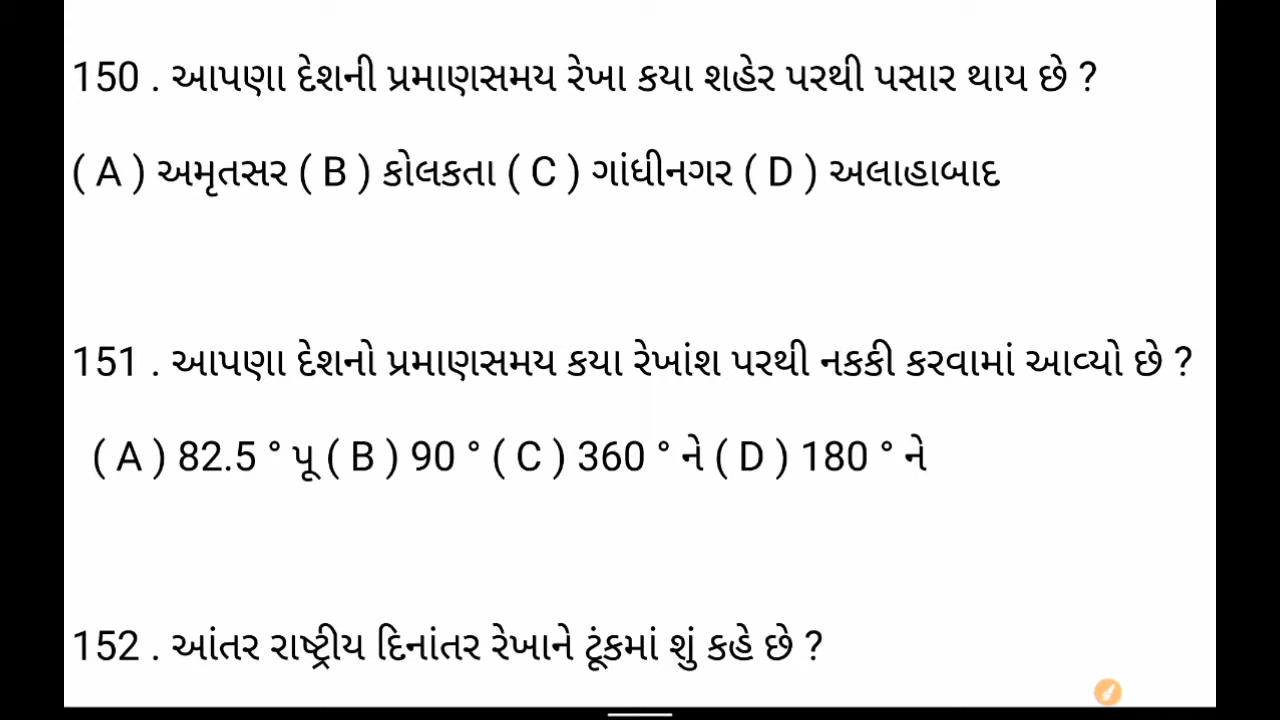 150 . આપણા દેશની પ્રમાણસમય રેખા કયા શહેર પરથી પસાર થાય છે ?
( A ) અમૃતસર ( B ) કોલકતા ( C ) ગાંધીનગર ( D ) અલાહાબાદ
151 . આપણા દેશનો પ્રમાણસમય કયા રેખાંશ પરથી નકકી કરવામાં આવ્યો છે ?
( A ) 82.5 ° પૂ ( B ) 90 ° ( C ) 360 ° ને ( D ) 180 ° ને
152 . આંતર રાષ્ટ્રીય દિનાંતર રેખાને ટૂંકમાં શું કહે છે ?